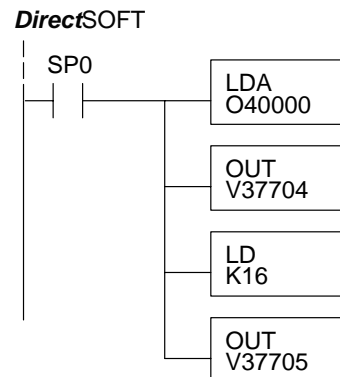 DirectSOFT
SP0
LDA
O40000
OUT
V37704
LD
K16
OUT
V37705